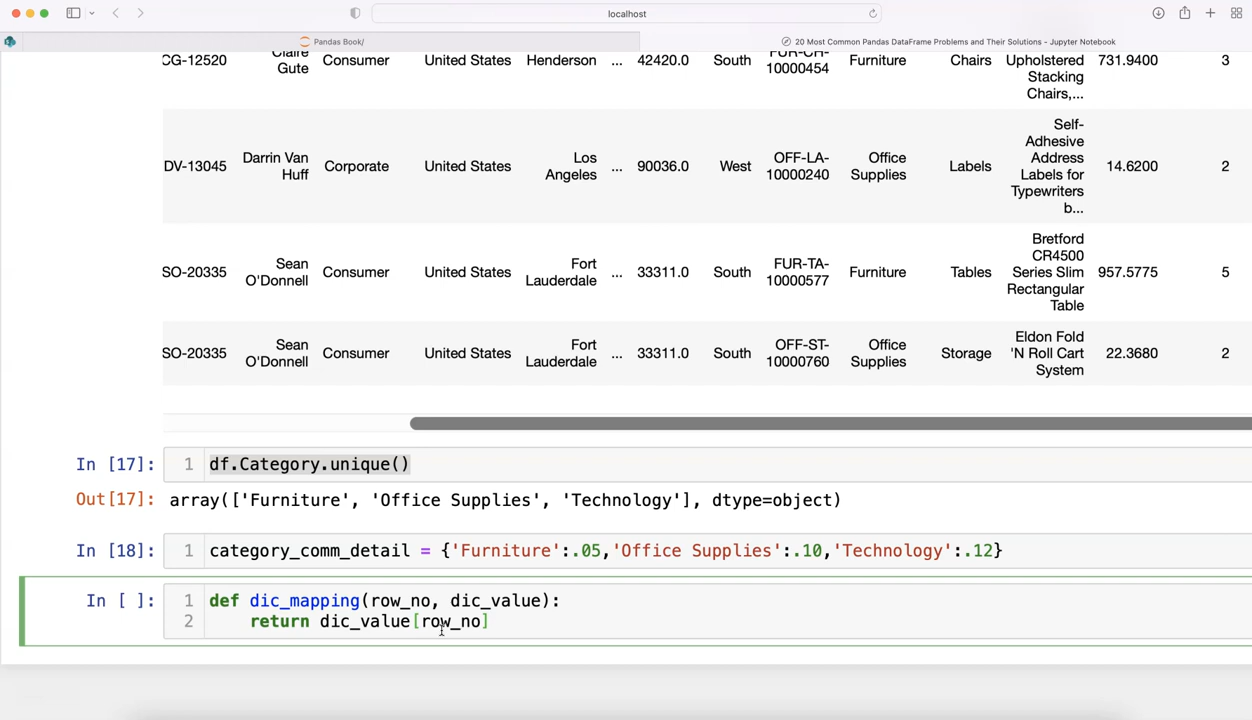 localhost
Pandas Book/
20 Most Common Pandas DataFrame Problems and Their Solutions - Jupyter Notebook
CG-12520 Claire Gute Consumer United States Henderson ... 42420.0 South FUR-CH-10000454 Furniture Chairs Upholstered Stacking Chairs,... 731.9400 3
DV-13045 Darrin Van Huff Corporate United States Los Angeles ... 90036.0 West OFF-LA-10000240 Office Supplies Labels Self-Adhesive Address Labels for Typewriters b... 14.6200 2
SO-20335 Sean O'Donnell Consumer United States Fort Lauderdale ... 33311.0 South FUR-TA-10000577 Furniture Tables Bretford CR4500 Series Slim Rectangular Table 957.5775 5
SO-20335 Sean O'Donnell Consumer United States Fort Lauderdale ... 33311.0 South OFF-ST-10000760 Office Supplies Storage Eldon Fold 'N Roll Cart System 22.3680 2
In [17]: 1 df.Category.unique()
Out[17]: array(['Furniture', 'Office Supplies', 'Technology'], dtype=object)
In [18]: 1 category_comm_detail = {'Furniture':.05,'Office Supplies':.10,'Technology':.12}
In [ ]: 1 def dic_mapping(row_no, dic_value):
2 return dic_value[row_no]